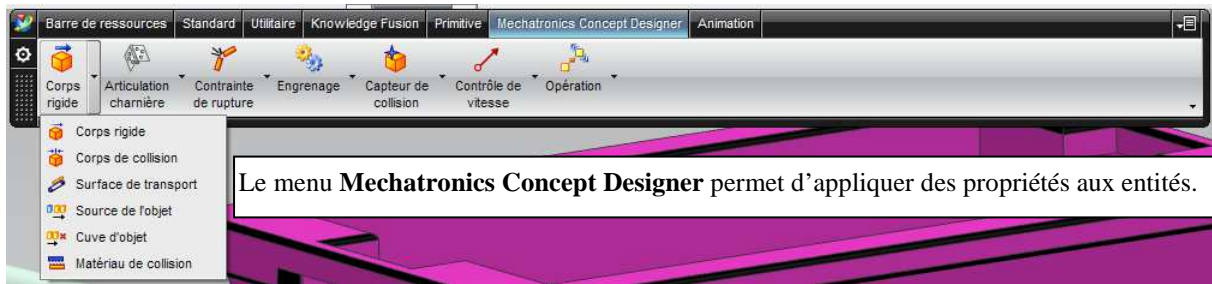 Barre de ressources Standard Utilitaire Knowledge Fusion Primitive Mechatronics Concept Designer Animation
Corps rigide
Articulation charnière
Contrainte de rupture
Engrenage
Capteur de collision
Contrôle de vitesse
Opération
Corps rigide
Corps de collision
Surface de transport
Source de l'objet
Cuve d'objet
Matériau de collision
Le menu Mechatronics Concept Designer permet d'appliquer des propriétés aux entités.